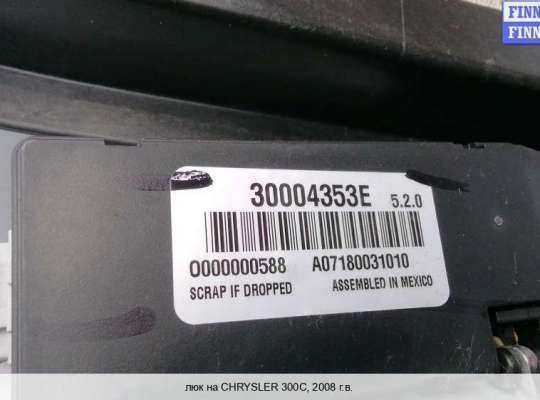 FINN
FINN
30004353E 5.2.0
0000000588 A07180031010
SCRAP IF DROPPED ASSEMBLED IN MEXICO
люк на CHRYSLER 300C, 2008 г.в.